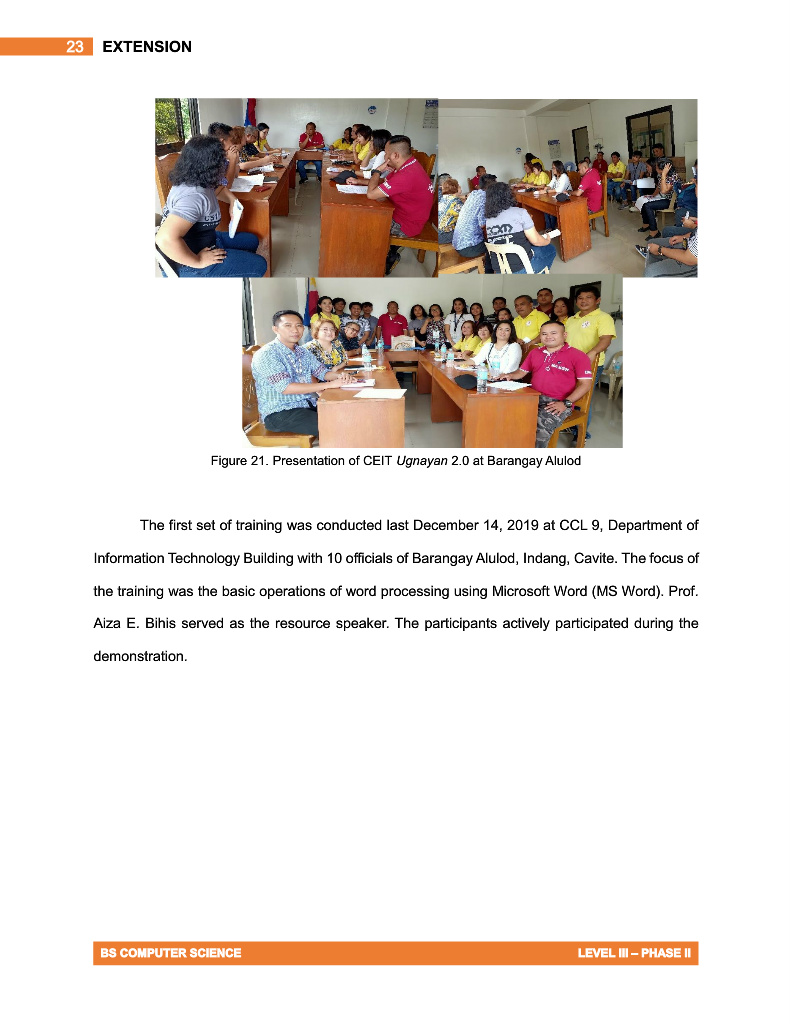 23 EXTENSION
Figure 21. Presentation of CEIT Ugnayan 2.0 at Barangay Alulod
The first set of training was conducted last December 14, 2019 at CCL 9, Department of
Information Technology Building with 10 officials of Barangay Alulod, Indang, Cavite. The focus of
the training was the basic operations of word processing using Microsoft Word (MS Word). Prof.
Aiza E. Bihis served as the resource speaker. The participants actively participated during the
demonstration.
BS COMPUTER SCIENCE LEVEL III – PHASE II